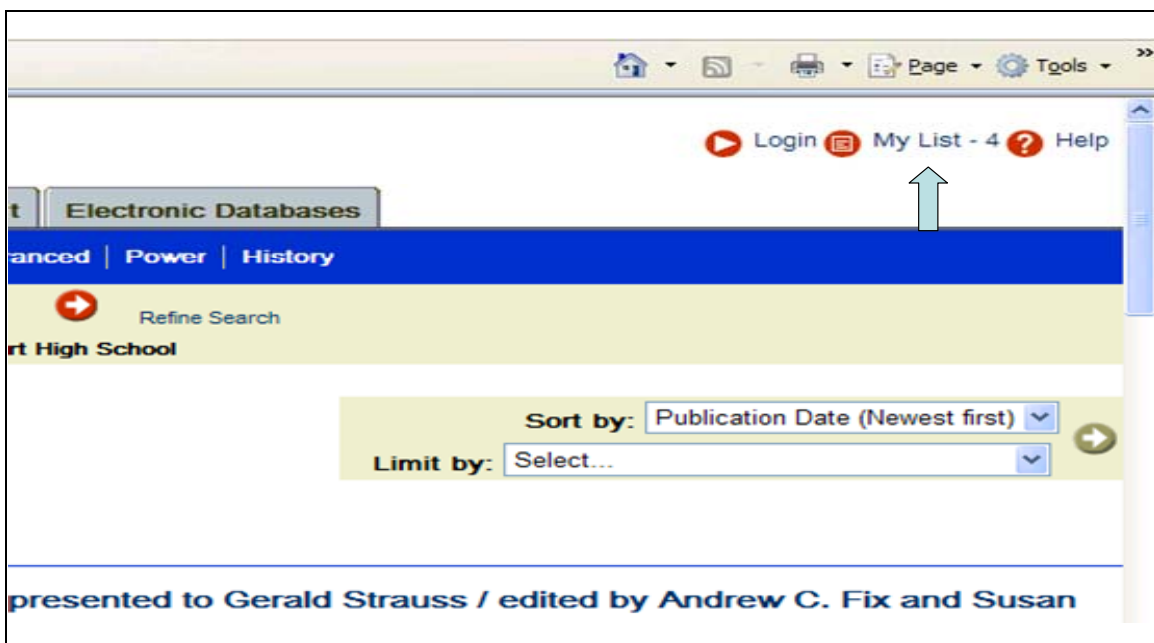 Page Tools »
Login My List - 4 Help
t Electronic Databases
anced | Power | History
Refine Search
rt High School
Sort by: Publication Date (Newest first)
Limit by: Select...
presented to Gerald Strauss / edited by Andrew C. Fix and Susan